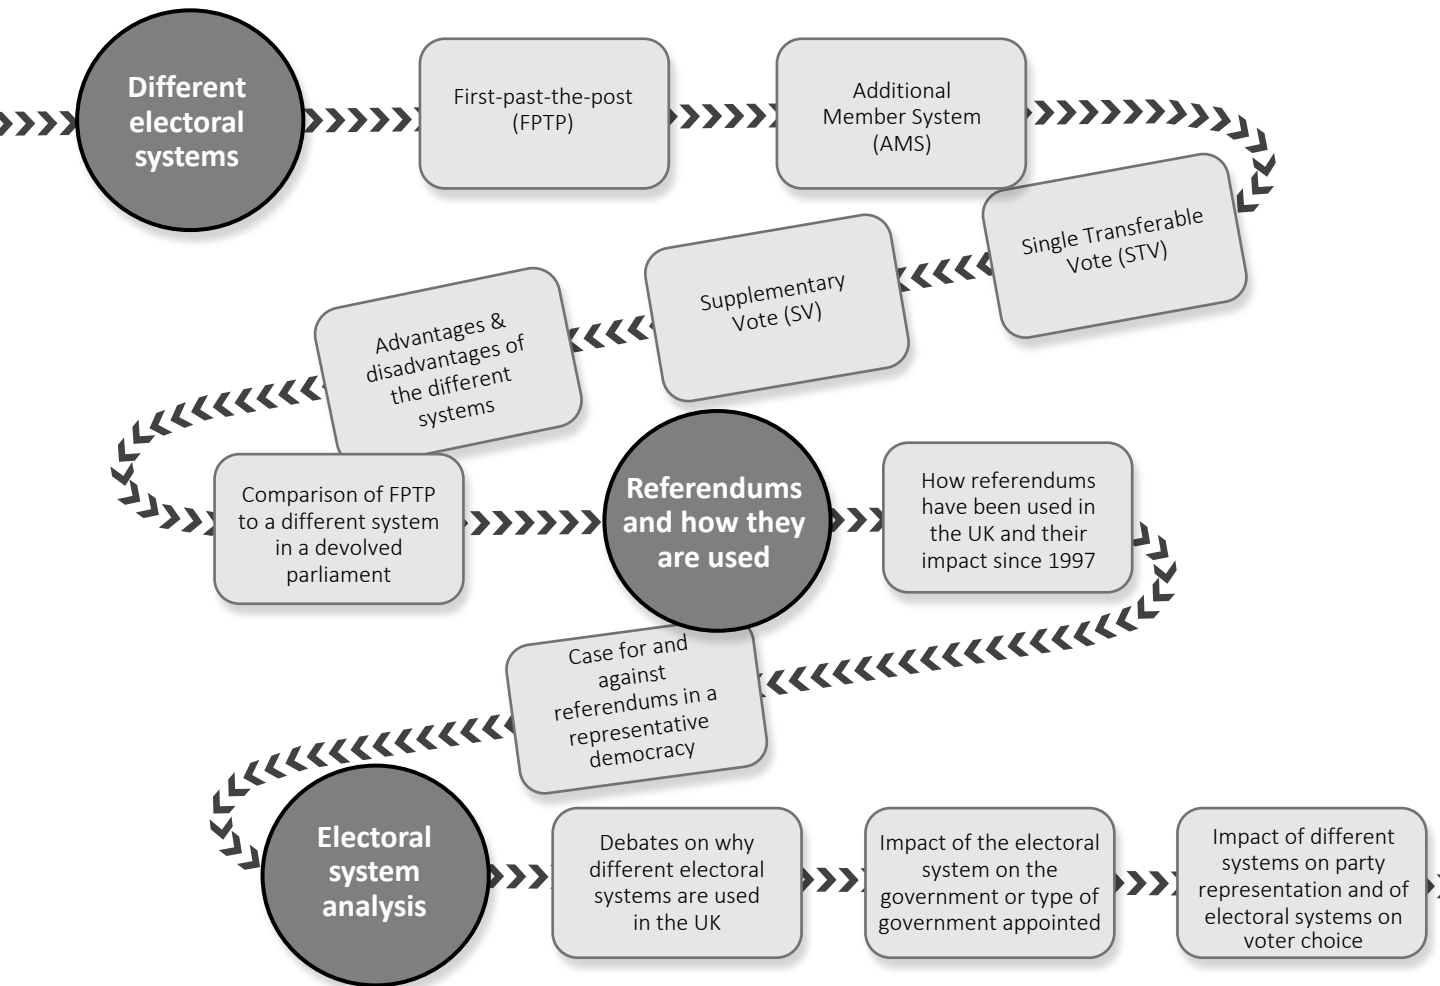 Different
electoral
systems
First-past-the-post
(FPTP)
Additional
Member System
(AMS)
Single Transferable
Vote (STV)
Supplementary
Vote (SV)
Advantages &
disadvantages of
the different
systems
Comparison of FPTP
to a different system
in a devolved
parliament
Referendums
and how they
are used
How referendums
have been used in
the UK and their
impact since 1997
Case for and
against
referendums in a
representative
democracy
Electoral
system
analysis
Debates on why
different electoral
systems are used
in the UK
Impact of the electoral
system on the
government or type of
government appointed
Impact of different
systems on party
representation and of
electoral systems on
voter choice